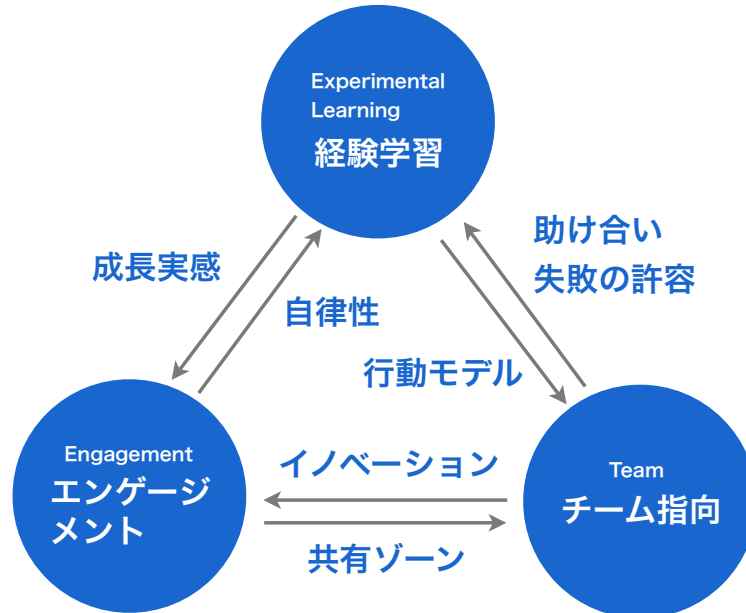 Experimental
Learning
経験学習
助け合い
失敗の許容
成長実感
自律性
行動モデル
Engagement
エンゲージ
メント
イノベーション
共有ゾーン
Team
チーム指向